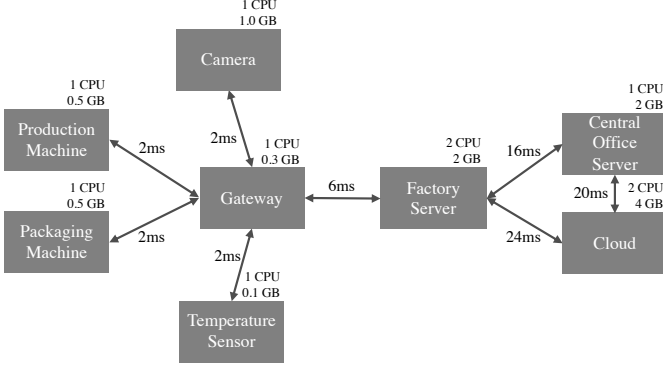 1 CPU
1.0 GB
Camera
1 CPU
0.5 GB
Production
Machine
2ms
2ms
1 CPU
0.3 GB
Gateway
6ms
2 CPU
2 GB
Factory
Server
16ms
1 CPU
2 GB
Central
Office
Server
20ms
2 CPU
4 GB
Cloud
24ms
1 CPU
0.5 GB
Packaging
Machine
2ms
2ms
1 CPU
0.1 GB
Temperature
Sensor